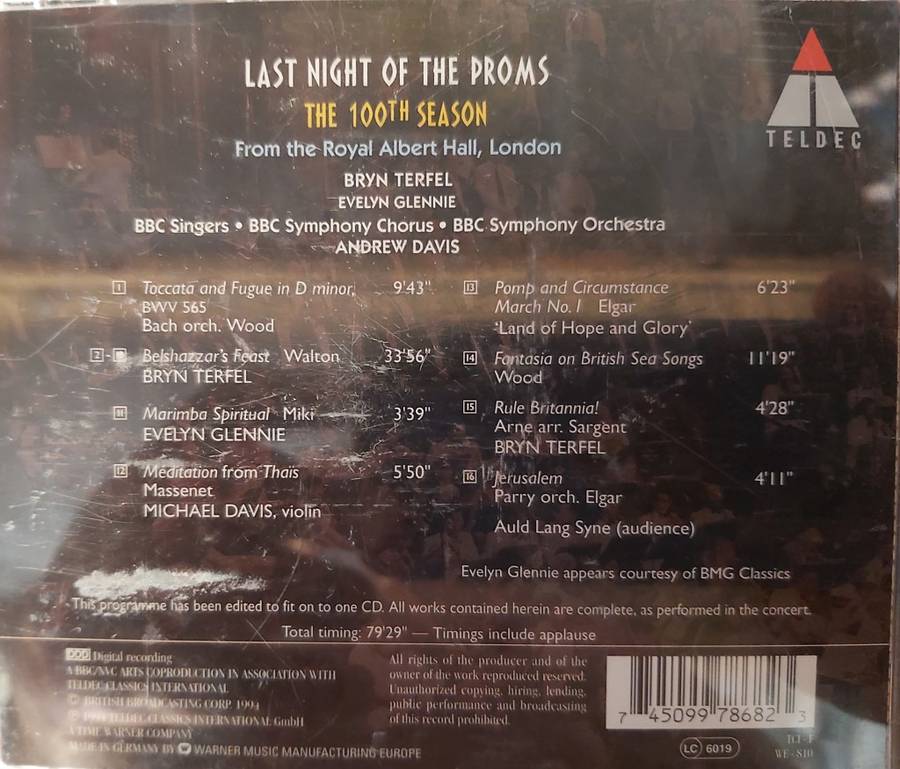 LAST NIGHT OF THE PROMS
THE 100TH SEASON
From the Royal Albert Hall, London
BRYN TERFEL
EVELYN GLENNIE
BBC Singers • BBC Symphony Chorus • BBC Symphony Orchestra
ANDREW DAVIS
TELDEC
1 Toccata and Fugue in D minor, 9'43"
BWV 565
Bach orch. Wood
2- Belshazzar's Feast Walton 33'56"
BRYN TERFEL
11 Marimba Spiritual Miki 3'39"
EVELYN GLENNIE
12 Méditation from Thaïs 5'50"
Massenet
MICHAEL DAVIS, violin
13 Pomp and Circumstance 6'23"
March No. 1 Elgar
'Land of Hope and Glory'
14 Fantasia on British Sea Songs 11'19"
Wood
15 Rule Britannia! 4'28"
Arne arr. Sargent
BRYN TERFEL
16 Jerusalem 4'11"
Parry orch. Elgar
Auld Lang Syne (audience)
Evelyn Glennie appears courtesy of BMG Classics
This programme has been edited to fit on to one CD. All works contained herein are complete, as performed in the concert.
Total timing: 79'29" — Timings include applause
DDD Digital recording
A BBC/NVC ARTS COPRODUCTION IN ASSOCIATION WITH
TELDEC CLASSICS INTERNATIONAL
© BRITISH BROADCASTING CORP. 1994
℗ 1994 TELDEC CLASSICS INTERNATIONAL GmbH
A TIME WARNER COMPANY
MADE IN GERMANY BY WARNER MUSIC MANUFACTURING EUROPE
All rights of the producer and of the
owner of the work reproduced reserved.
Unauthorized copying, hiring, lending,
public performance and broadcasting
of this record prohibited.
7 45099 78682 3
LC 6019
WE-810